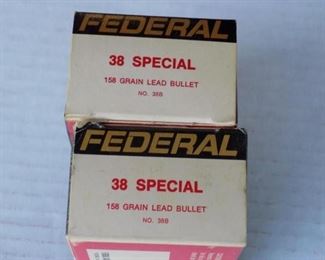 FEDERAL
38 SPECIAL
158 GRAIN LEAD BULLET
NO. 38B
FEDERAL
38 SPECIAL
158 GRAIN LEAD BULLET
NO. 38B